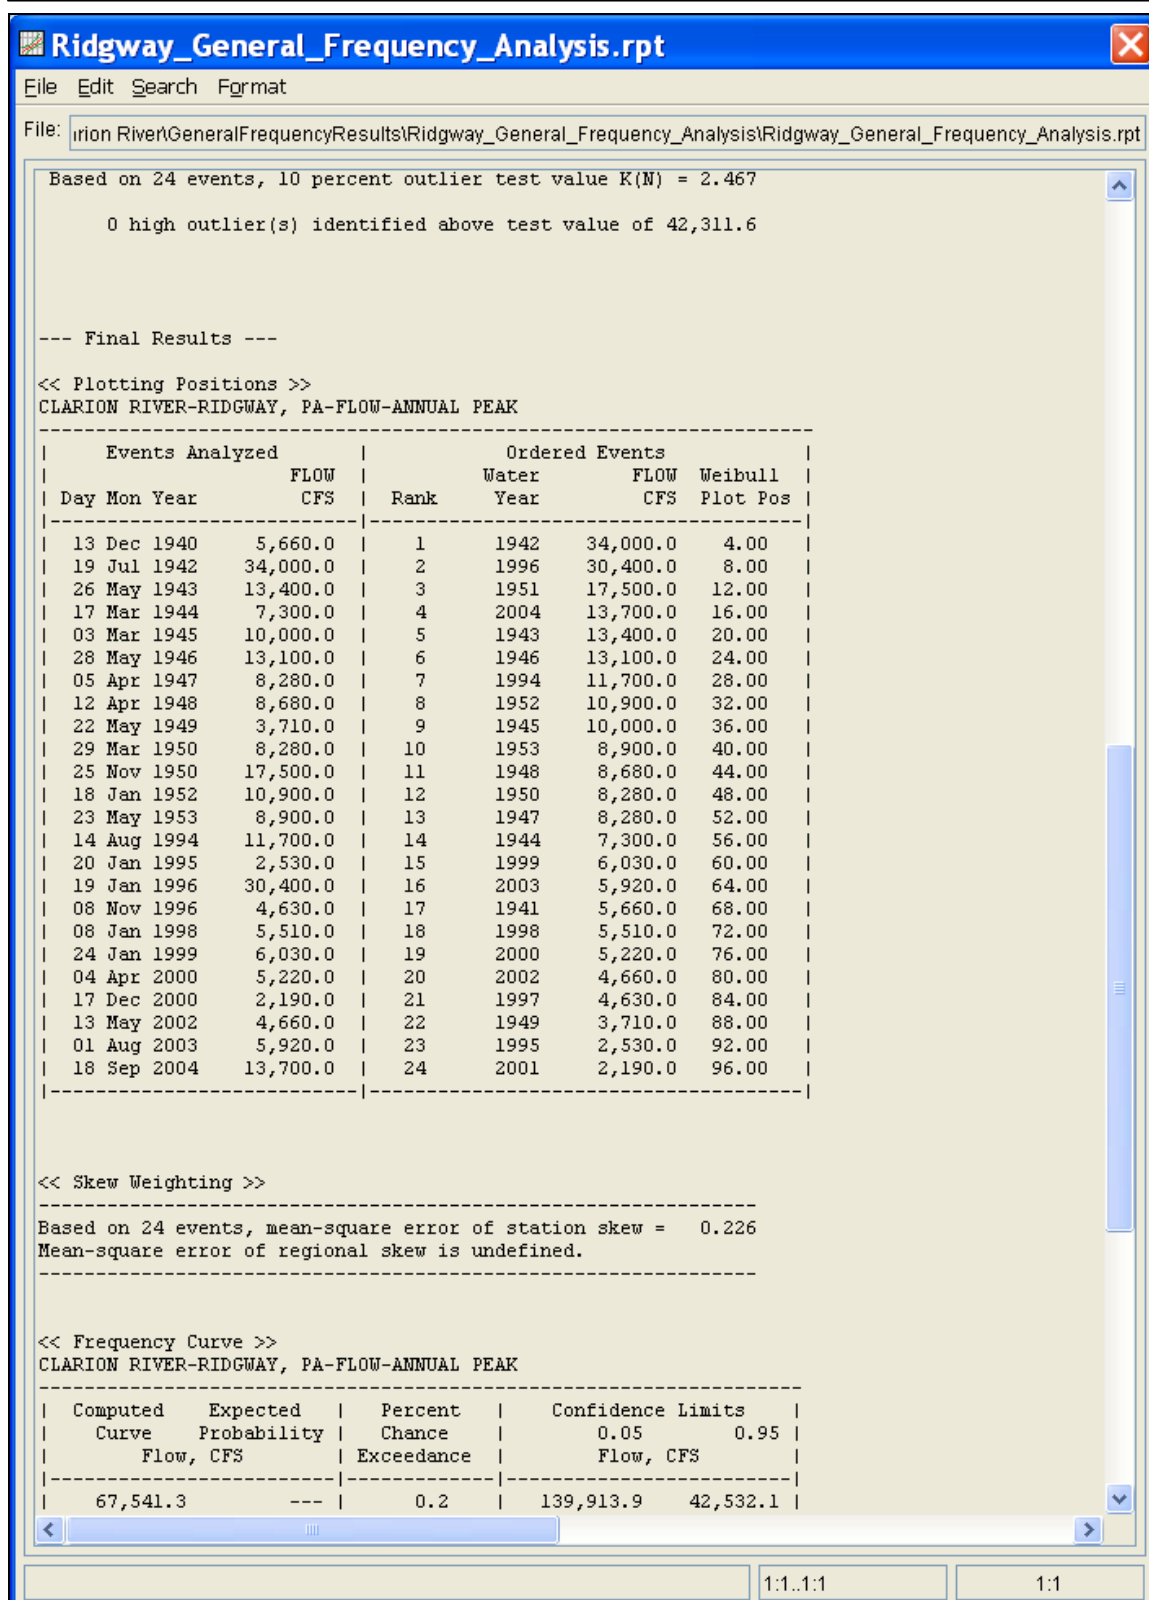 Ridgway_General_Frequency_Analysis.rpt
File Edit Search Format
File: ırion River\GeneralFrequencyResults\Ridgway_General_Frequency_Analysis\Ridgway_General_Frequency_Analysis.rpt
Based on 24 events, 10 percent outlier test value K(N) = 2.467
0 high outlier(s) identified above test value of 42,311.6
--- Final Results ---
<< Plotting Positions >>
CLARION RIVER-RIDGWAY, PA-FLOW-ANNUAL PEAK
| Events Analyzed | Ordered Events |
| FLOW | Water FLOW Weibull |
| Day Mon Year CFS | Rank Year CFS Plot Pos |
| 13 Dec 1940 5,660.0 | 1 1942 34,000.0 4.00 |
| 19 Jul 1942 34,000.0 | 2 1996 30,400.0 8.00 |
| 26 May 1943 13,400.0 | 3 1951 17,500.0 12.00 |
| 17 Mar 1944 7,300.0 | 4 2004 13,700.0 16.00 |
| 03 Mar 1945 10,000.0 | 5 1943 13,400.0 20.00 |
| 28 May 1946 13,100.0 | 6 1946 13,100.0 24.00 |
| 05 Apr 1947 8,280.0 | 7 1994 11,700.0 28.00 |
| 12 Apr 1948 8,680.0 | 8 1952 10,900.0 32.00 |
| 22 May 1949 3,710.0 | 9 1945 10,000.0 36.00 |
| 29 Mar 1950 8,280.0 | 10 1953 8,900.0 40.00 |
| 25 Nov 1950 17,500.0 | 11 1948 8,680.0 44.00 |
| 18 Jan 1952 10,900.0 | 12 1950 8,280.0 48.00 |
| 23 May 1953 8,900.0 | 13 1947 8,280.0 52.00 |
| 14 Aug 1994 11,700.0 | 14 1944 7,300.0 56.00 |
| 20 Jan 1995 2,530.0 | 15 1999 6,030.0 60.00 |
| 19 Jan 1996 30,400.0 | 16 2003 5,920.0 64.00 |
| 08 Nov 1996 4,630.0 | 17 1941 5,660.0 68.00 |
| 08 Jan 1998 5,510.0 | 18 1998 5,510.0 72.00 |
| 24 Jan 1999 6,030.0 | 19 2000 5,220.0 76.00 |
| 04 Apr 2000 5,220.0 | 20 2002 4,660.0 80.00 |
| 17 Dec 2000 2,190.0 | 21 1997 4,630.0 84.00 |
| 13 May 2002 4,660.0 | 22 1949 3,710.0 88.00 |
| 01 Aug 2003 5,920.0 | 23 1995 2,530.0 92.00 |
| 18 Sep 2004 13,700.0 | 24 2001 2,190.0 96.00 |
<< Skew Weighting >>
Based on 24 events, mean-square error of station skew = 0.226
Mean-square error of regional skew is undefined.
<< Frequency Curve >>
CLARION RIVER-RIDGWAY, PA-FLOW-ANNUAL PEAK
| Computed Expected | Percent | Confidence Limits |
| Curve Probability | Chance | 0.05 0.95 |
| Flow, CFS | Exceedance | Flow, CFS |
| 67,541.3 --- | 0.2 | 139,913.9 42,532.1 |
1:1..1:1 1:1